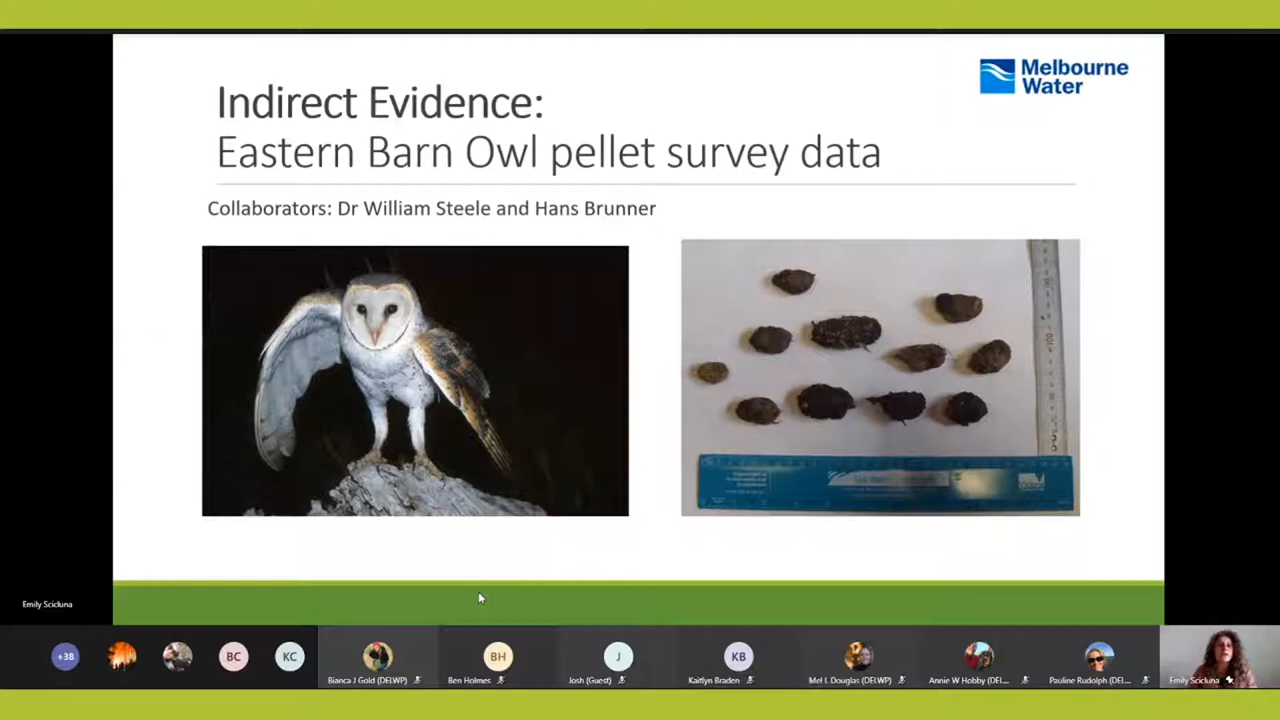 Melbourne
Water
Indirect Evidence:
Eastern Barn Owl pellet survey data
Collaborators: Dr William Steele and Hans Brunner
Emily Scicluna
+38
BC
KC
Bianca J Gold (DELWP)
BH
Ben Holmes
J
Josh (Guest)
KB
Kaitlyn Braden
Mel I. Douglas (DELWP)
Annie W Hobby (DEL...
Pauline Rudolph (DEL...
Emily Scicluna